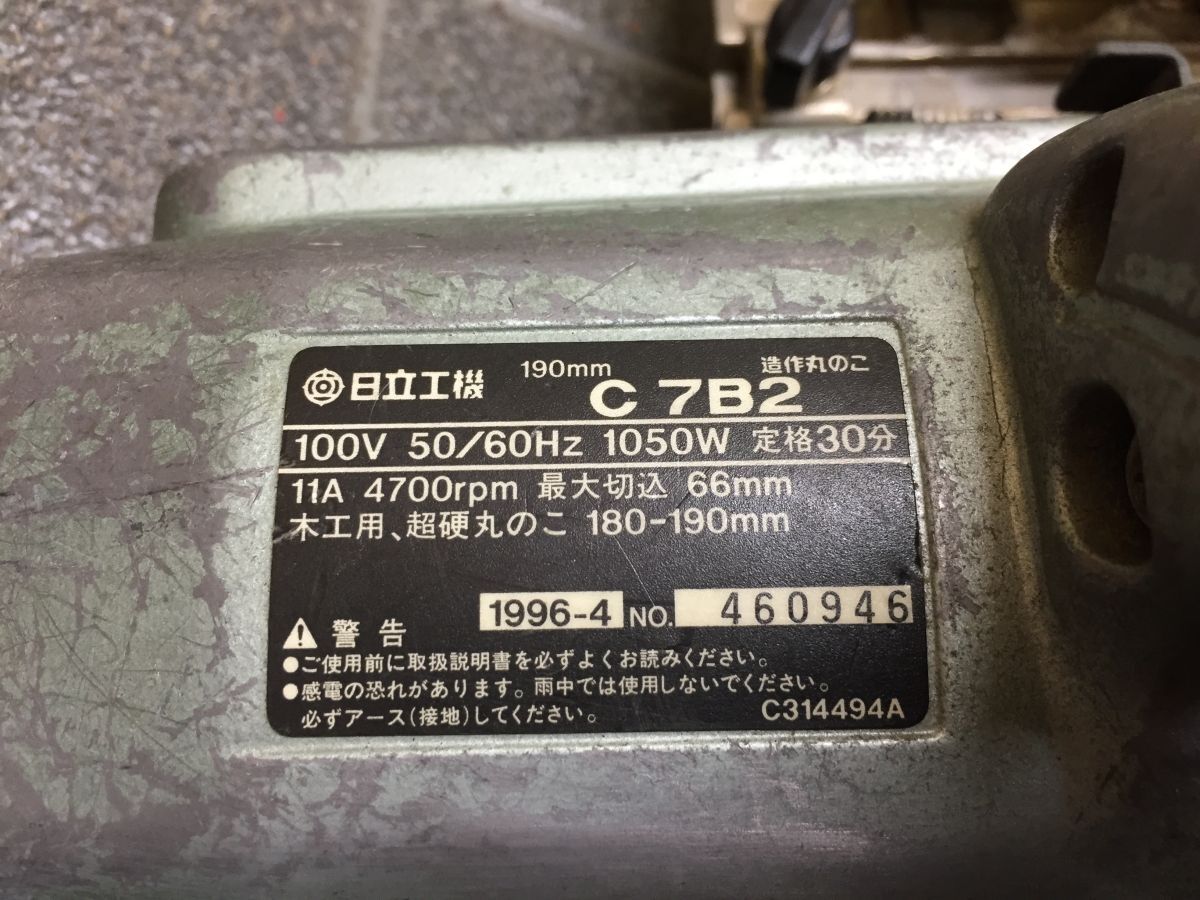 日立工機 190mm C 7B2 造作丸のこ
100V 50/60Hz 1050W 定格30分
11A 4700rpm 最大切込 66mm
木工用、超硬丸のこ 180-190mm
1996-4 NO. 460946
警告
●ご使用前に取扱説明書を必ずよくお読みください。
●感電の恐れがあります。雨中では使用しないでください。
必ずアース(接地)してください。
C314494A